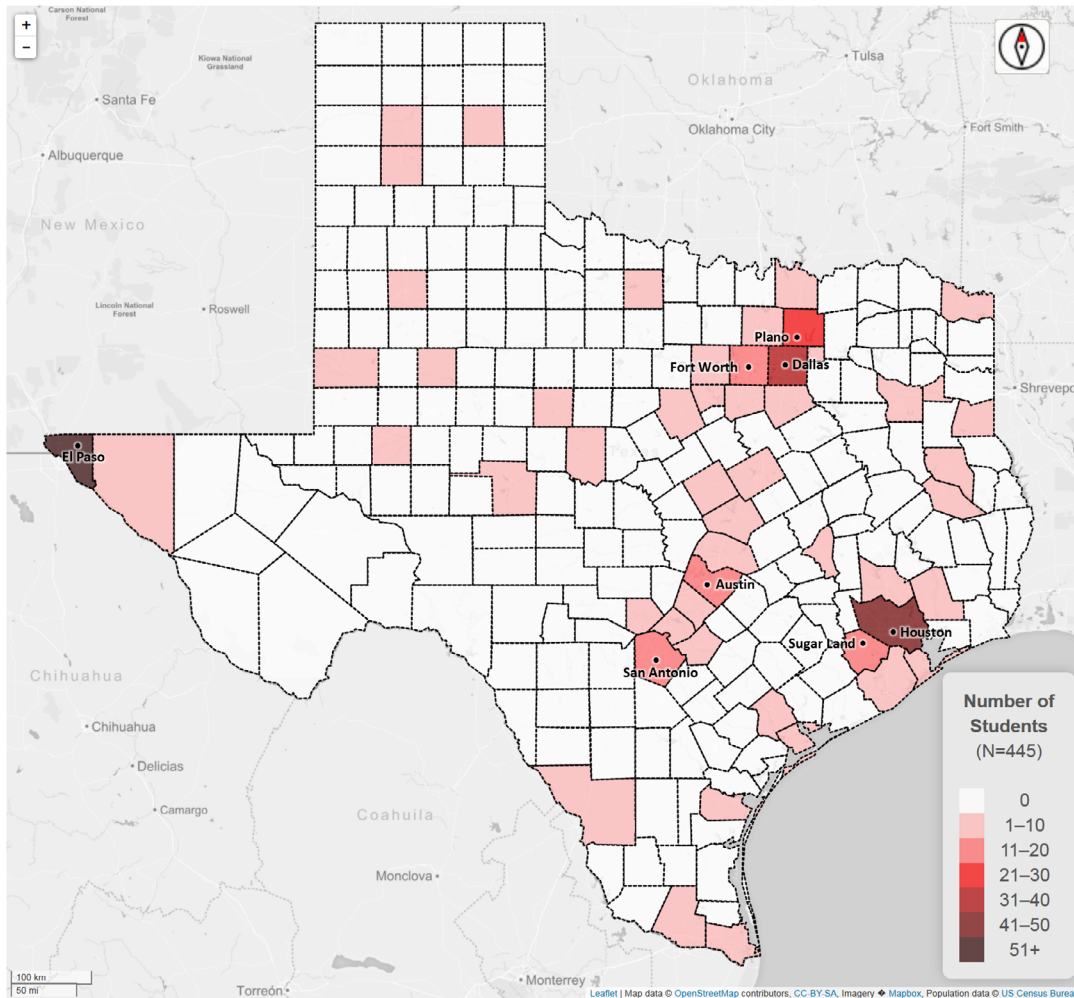 Carson National
Forest
+
−
Kiowa National
Grassland
Tulsa
Oklahoma
Santa Fe
Oklahoma City
Fort Smith
Albuquerque
New Mexico
Lincoln National
Forest
Roswell
Plano
Fort Worth
Dallas
Shrevepo
El Paso
Texas
Austin
Houston
Sugar Land
San Antonio
Chihuahua
Number of
Students
(N=445)
Chihuahua
Delicias
0
Camargo
Coahuila
1–10
11–20
21–30
Monclova
31–40
41–50
51+
100 km
50 mi
Torreón
Monterrey
Leaflet | Map data © OpenStreetMap contributors, CC-BY-SA, Imagery � Mapbox, Population data © US Census Burea